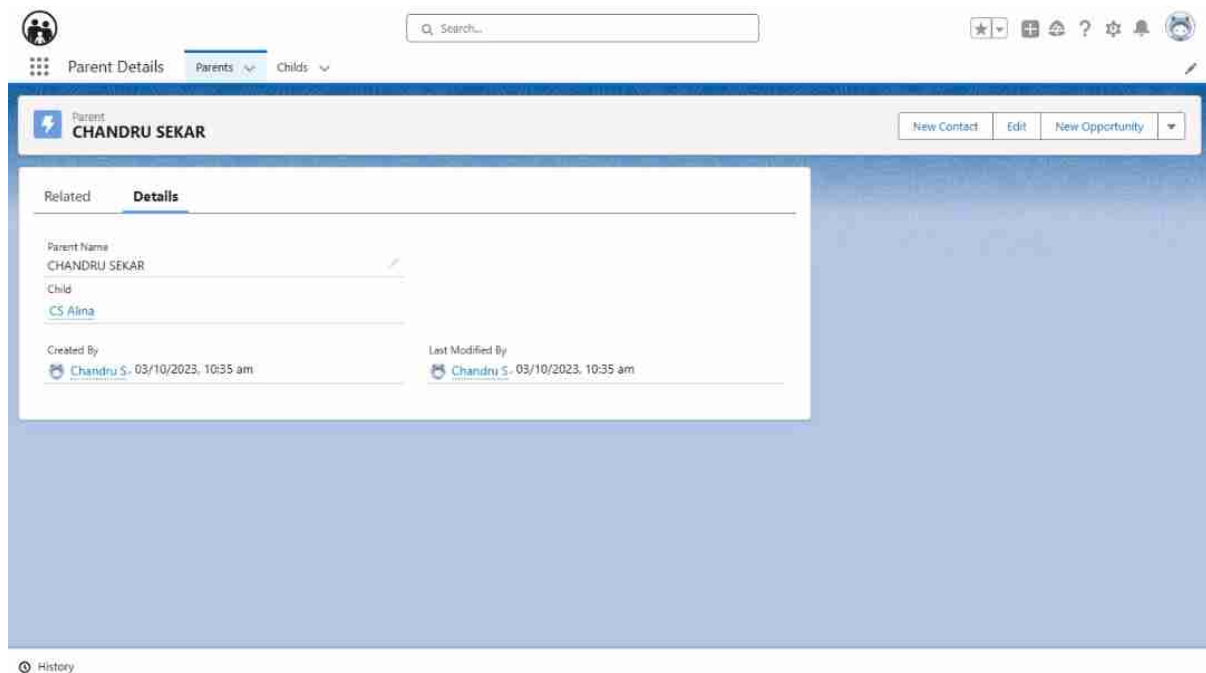 Search...
Parent Details Parents Childs
Parent
CHANDRU SEKAR
New Contact Edit New Opportunity
Related Details
Parent Name
CHANDRU SEKAR
Child
CS Alina
Created By Last Modified By
Chandru S, 03/10/2023, 10:35 am Chandru S, 03/10/2023, 10:35 am
History